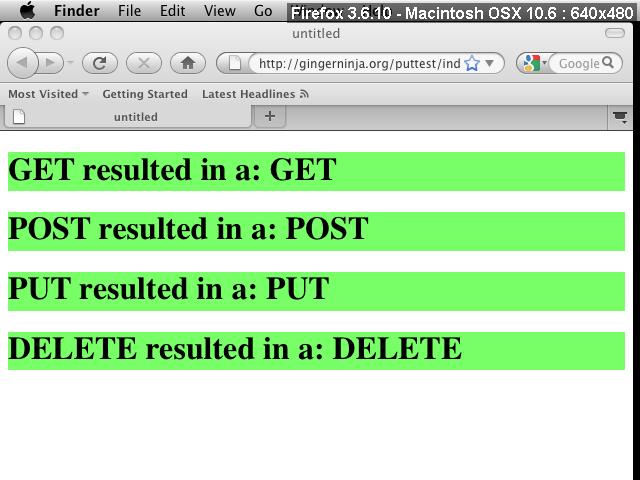 Finder File Edit View Go
Firefox 3.6.10 - Macintosh OSX 10.6 : 640x480
untitled
http://gingerninja.org/puttest/ind
Google
Most Visited Getting Started Latest Headlines
untitled
GET resulted in a: GET
POST resulted in a: POST
PUT resulted in a: PUT
DELETE resulted in a: DELETE